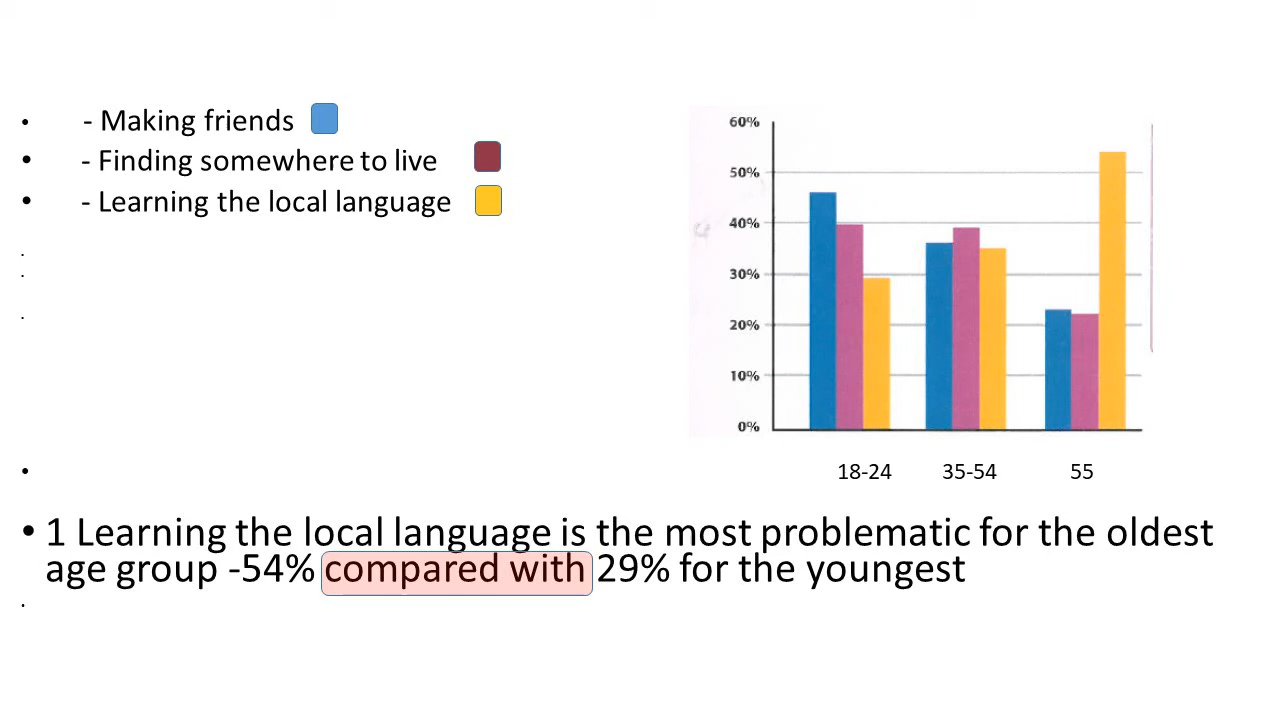 • - Making friends
• - Finding somewhere to live
• - Learning the local language
60%
50%
40%
30%
20%
10%
0%
18-24 35-54 55
• 1 Learning the local language is the most problematic for the oldest
age group -54% compared with 29% for the youngest